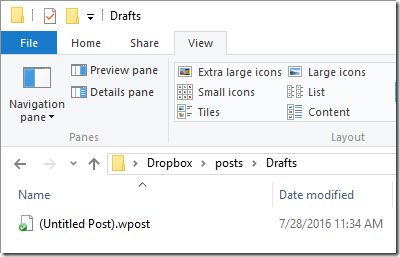 Drafts
File Home Share View
Navigation pane
Preview pane
Details pane
Panes
Extra large icons Large icons
Small icons List
Tiles Content
Layout
Dropbox posts Drafts
Name Date modified
(Untitled Post).wpost 7/28/2016 11:34 AM